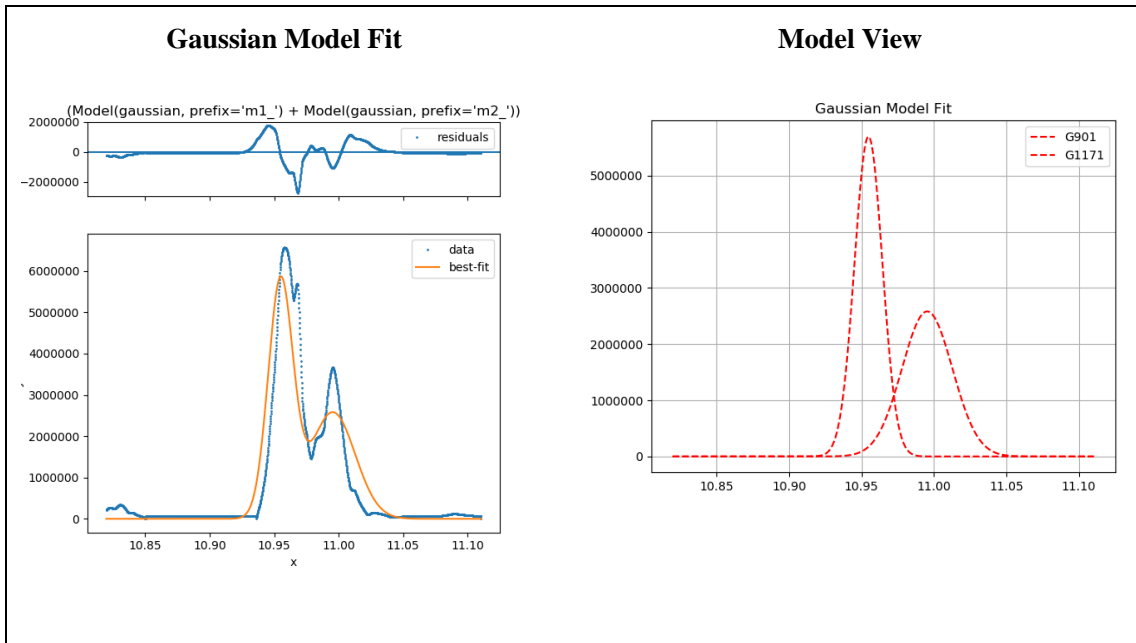 Gaussian Model Fit
Model View
(Model(gaussian, prefix='m1_') + Model(gaussian, prefix='m2_'))
2000000
0
−2000000
residuals
6000000
5000000
4000000
3000000
2000000
1000000
0
data
best-fit
10.85 10.90 10.95 11.00 11.05 11.10
x
Gaussian Model Fit
5000000
4000000
3000000
2000000
1000000
0
G901
G1171
10.85 10.90 10.95 11.00 11.05 11.10